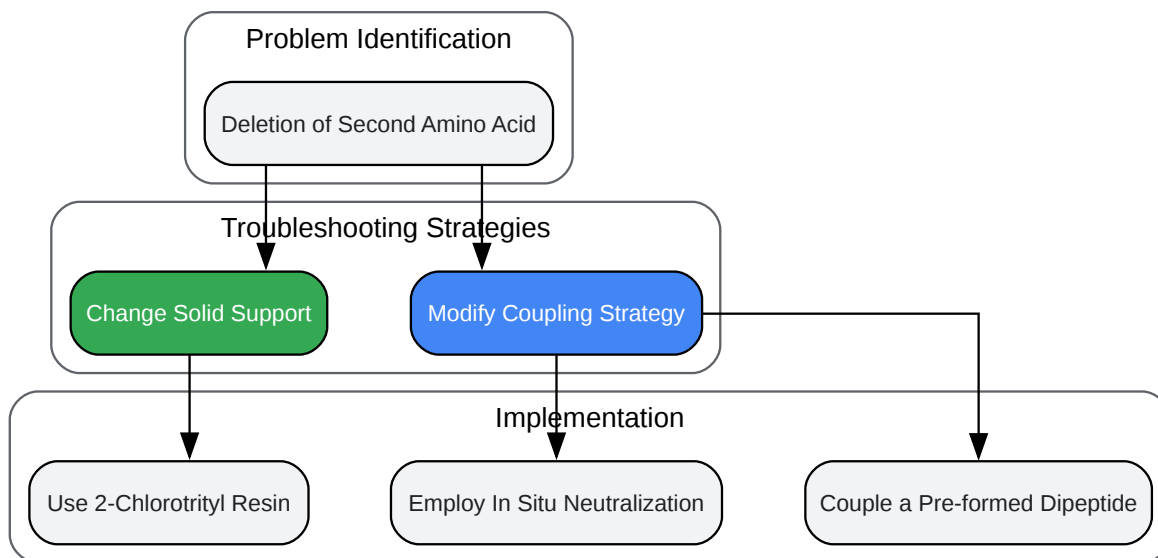 Problem Identification
Deletion of Second Amino Acid
Troubleshooting Strategies
Change Solid Support
Modify Coupling Strategy
Implementation
Use 2-Chlorotrityl Resin
Employ In Situ Neutralization
Couple a Pre-formed Dipeptide